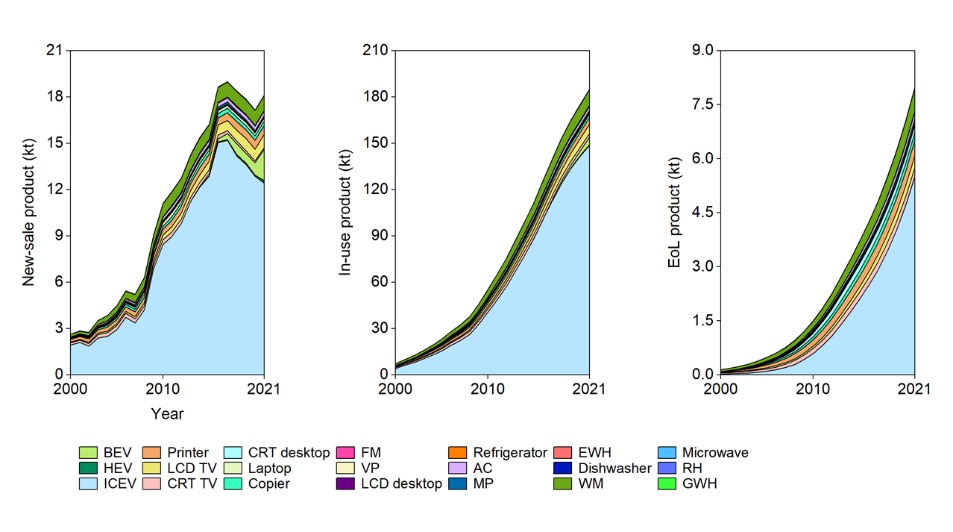 21
18
15
12
9
6
3
0
New-sale product (kt)
2000 2010 2021
Year
210
180
150
120
90
60
30
0
In-use product (kt)
2000 2010 2021
9.0
7.5
6.0
4.5
3.0
1.5
0.0
EoL product (kt)
2000 2010 2021
BEV Printer CRT desktop FM Refrigerator EWH Microwave
HEV LCD TV Laptop VP AC Dishwasher RH
ICEV CRT TV Copier LCD desktop MP WM GWH